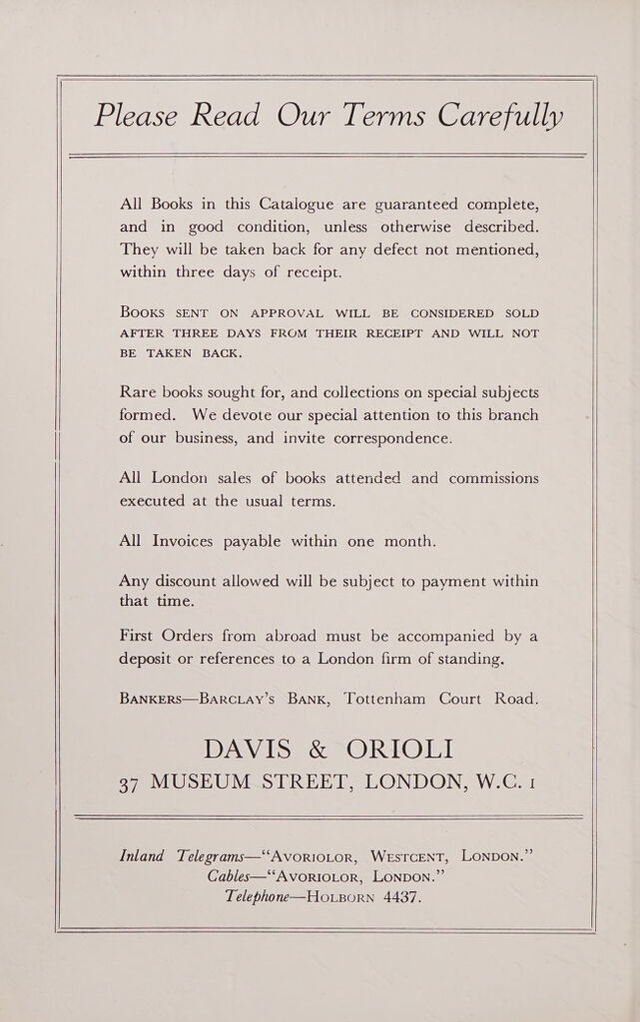 Please Read Our Terms Carefully
All Books in this Catalogue are guaranteed complete,
and in good condition, unless otherwise described.
They will be taken back for any defect not mentioned,
within three days of receipt.
BOOKS SENT ON APPROVAL WILL BE CONSIDERED SOLD
AFTER THREE DAYS FROM THEIR RECEIPT AND WILL NOT
BE TAKEN BACK.
Rare books sought for, and collections on special subjects
formed. We devote our special attention to this branch
of our business, and invite correspondence.
All London sales of books attended and commissions
executed at the usual terms.
All Invoices payable within one month.
Any discount allowed will be subject to payment within
that time.
First Orders from abroad must be accompanied by a
deposit or references to a London firm of standing.
BANKERS—BARCLAY'S BANK, Tottenham Court Road.
DAVIS & ORIOLI
37 MUSEUM STREET, LONDON, W.C. 1
Inland Telegrams—"AVORIOLOR, WESTCENT, LONDON."
Cables—"AVORIOLOR, LONDON."
Telephone—HOLBORN 4437.